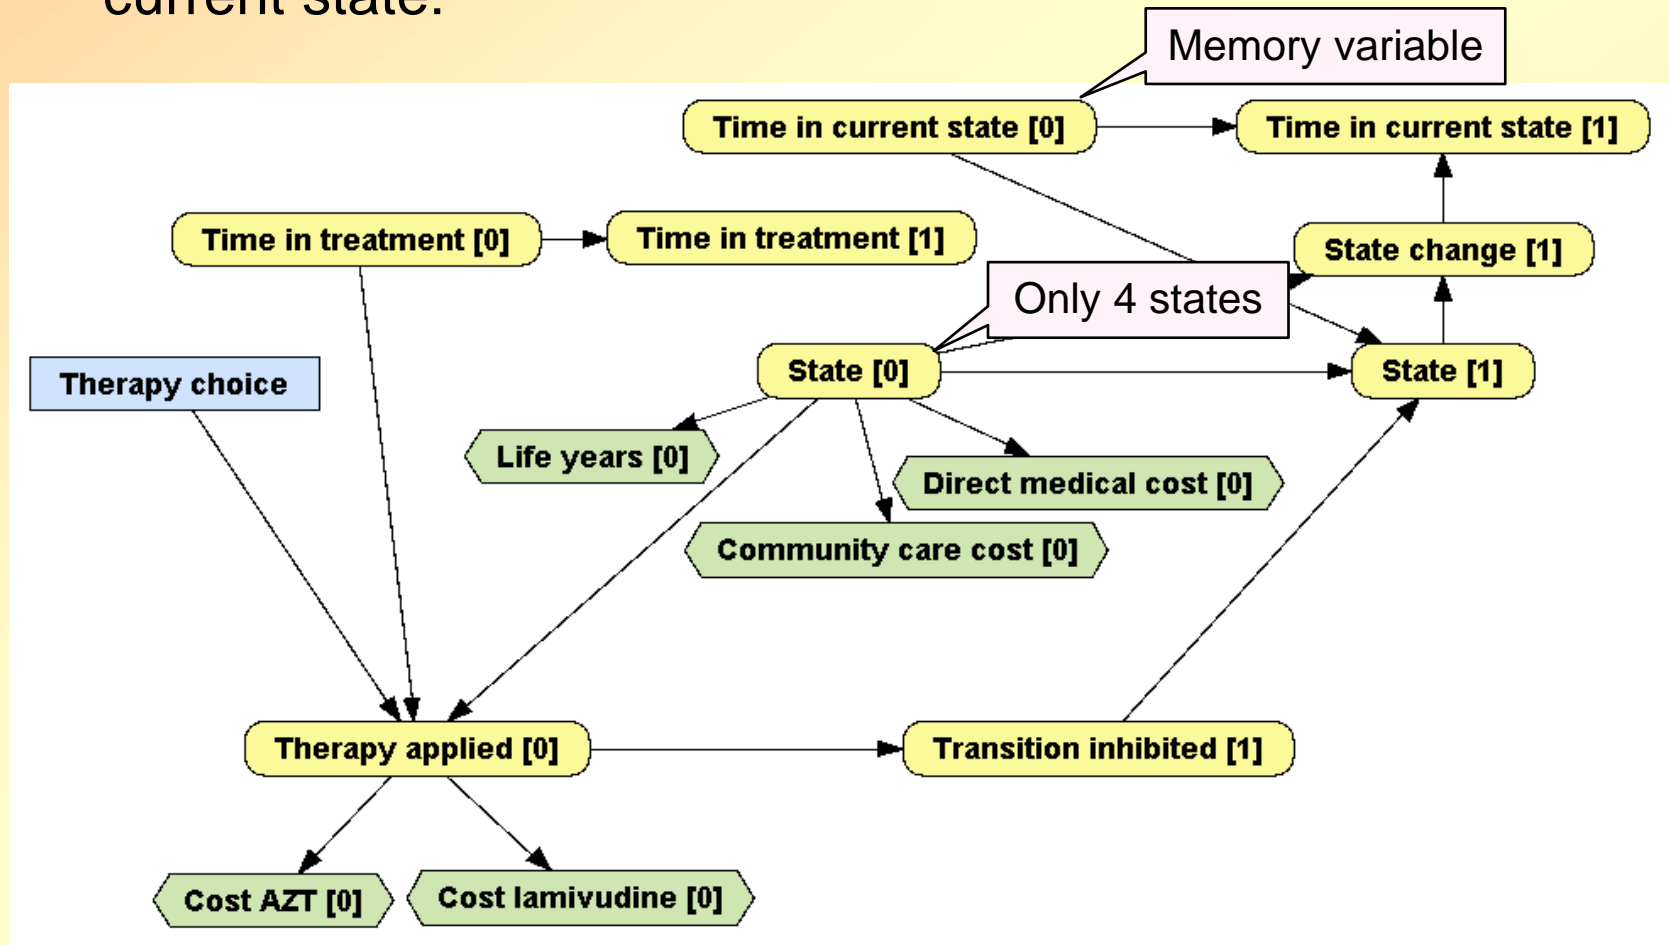 current state.
Memory variable
Time in current state [0]
Time in current state [1]
Time in treatment [0]
Time in treatment [1]
State change [1]
Only 4 states
Therapy choice
State [0]
State [1]
Life years [0]
Direct medical cost [0]
Community care cost [0]
Therapy applied [0]
Transition inhibited [1]
Cost AZT [0]
Cost lamivudine [0]